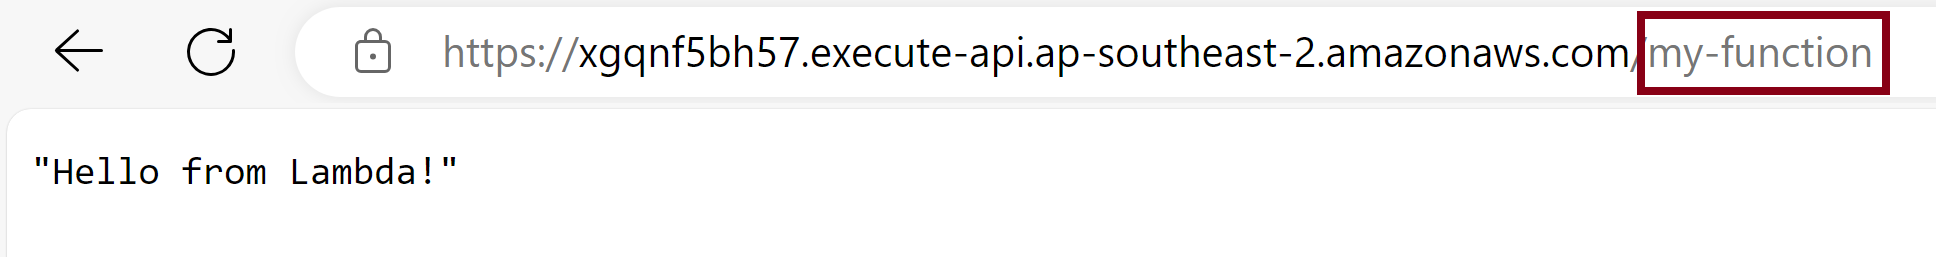 https://xgqnf5bh57.execute-api.ap-southeast-2.amazonaws.com/my-function
"Hello from Lambda!"